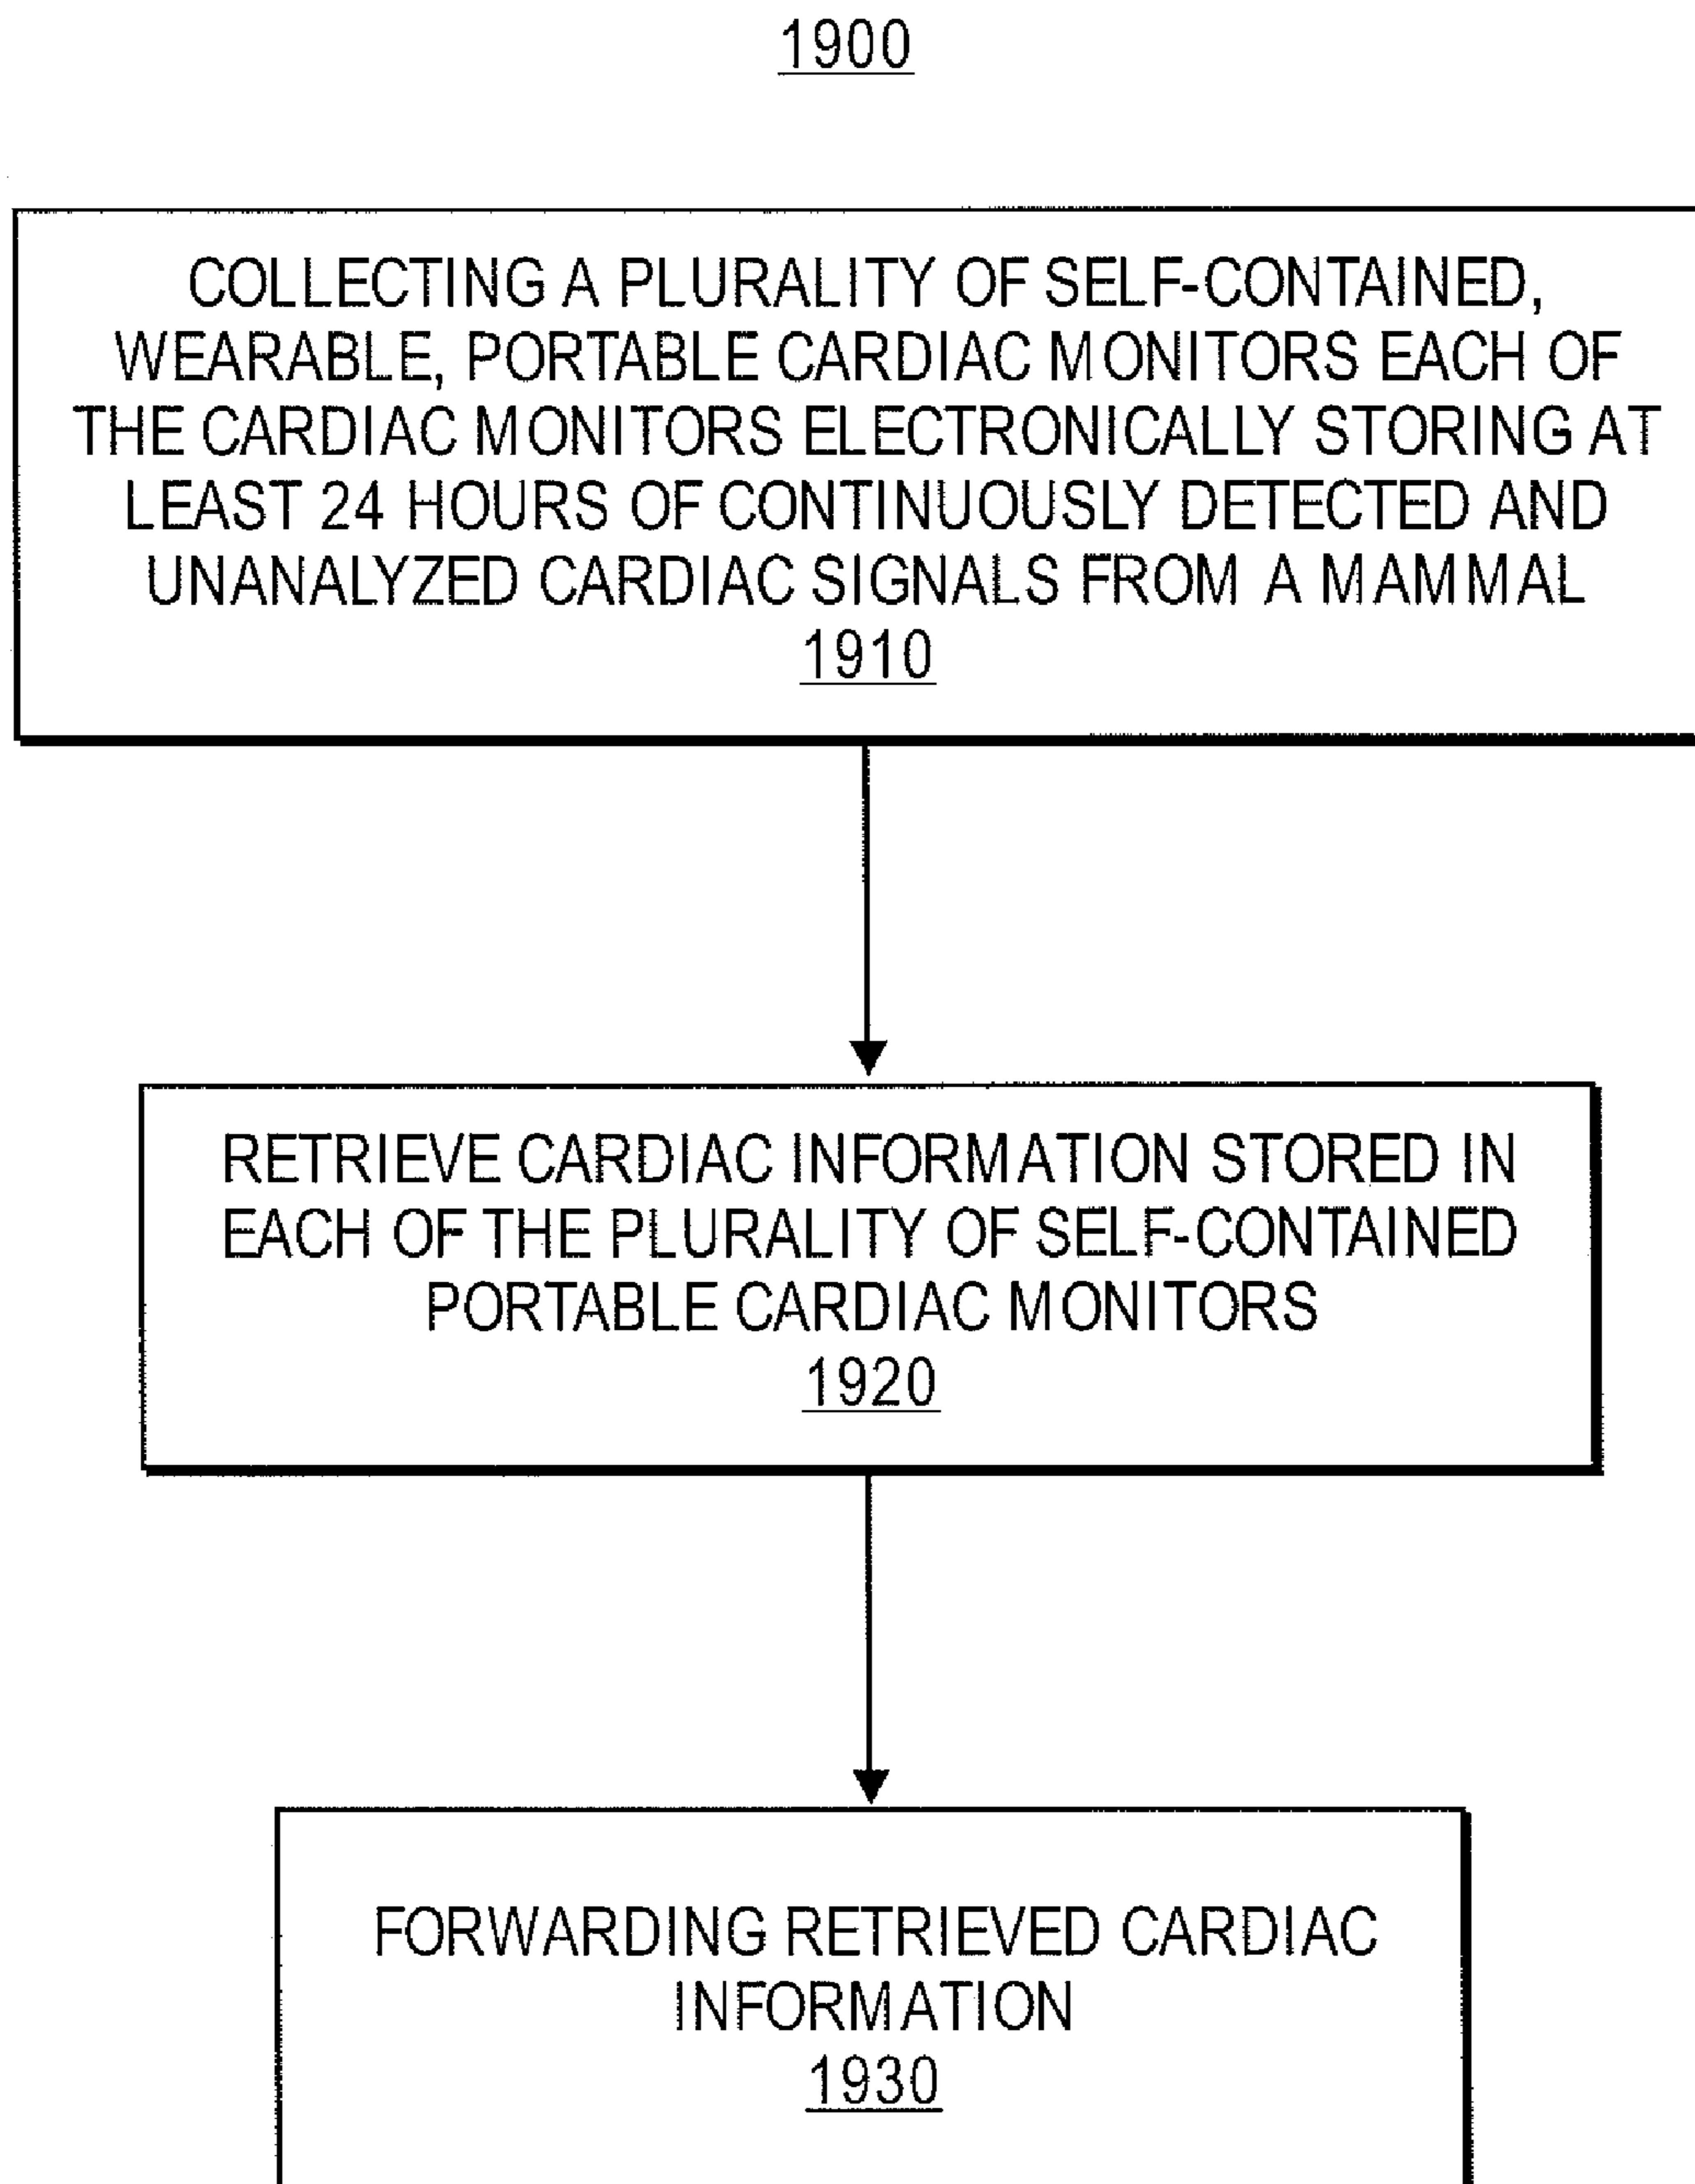 1900
COLLECTING A PLURALITY OF SELF-CONTAINED,
WEARABLE, PORTABLE CARDIAC MONITORS EACH OF
THE CARDIAC MONITORS ELECTRONICALLY STORING AT
LEAST 24 HOURS OF CONTINUOUSLY DETECTED AND
UNANALYZED CARDIAC SIGNALS FROM A MAMMAL
1910
RETRIEVE CARDIAC INFORMATION STORED IN
EACH OF THE PLURALITY OF SELF-CONTAINED
PORTABLE CARDIAC MONITORS
1920
FORWARDING RETRIEVED CARDIAC
INFORMATION
1930